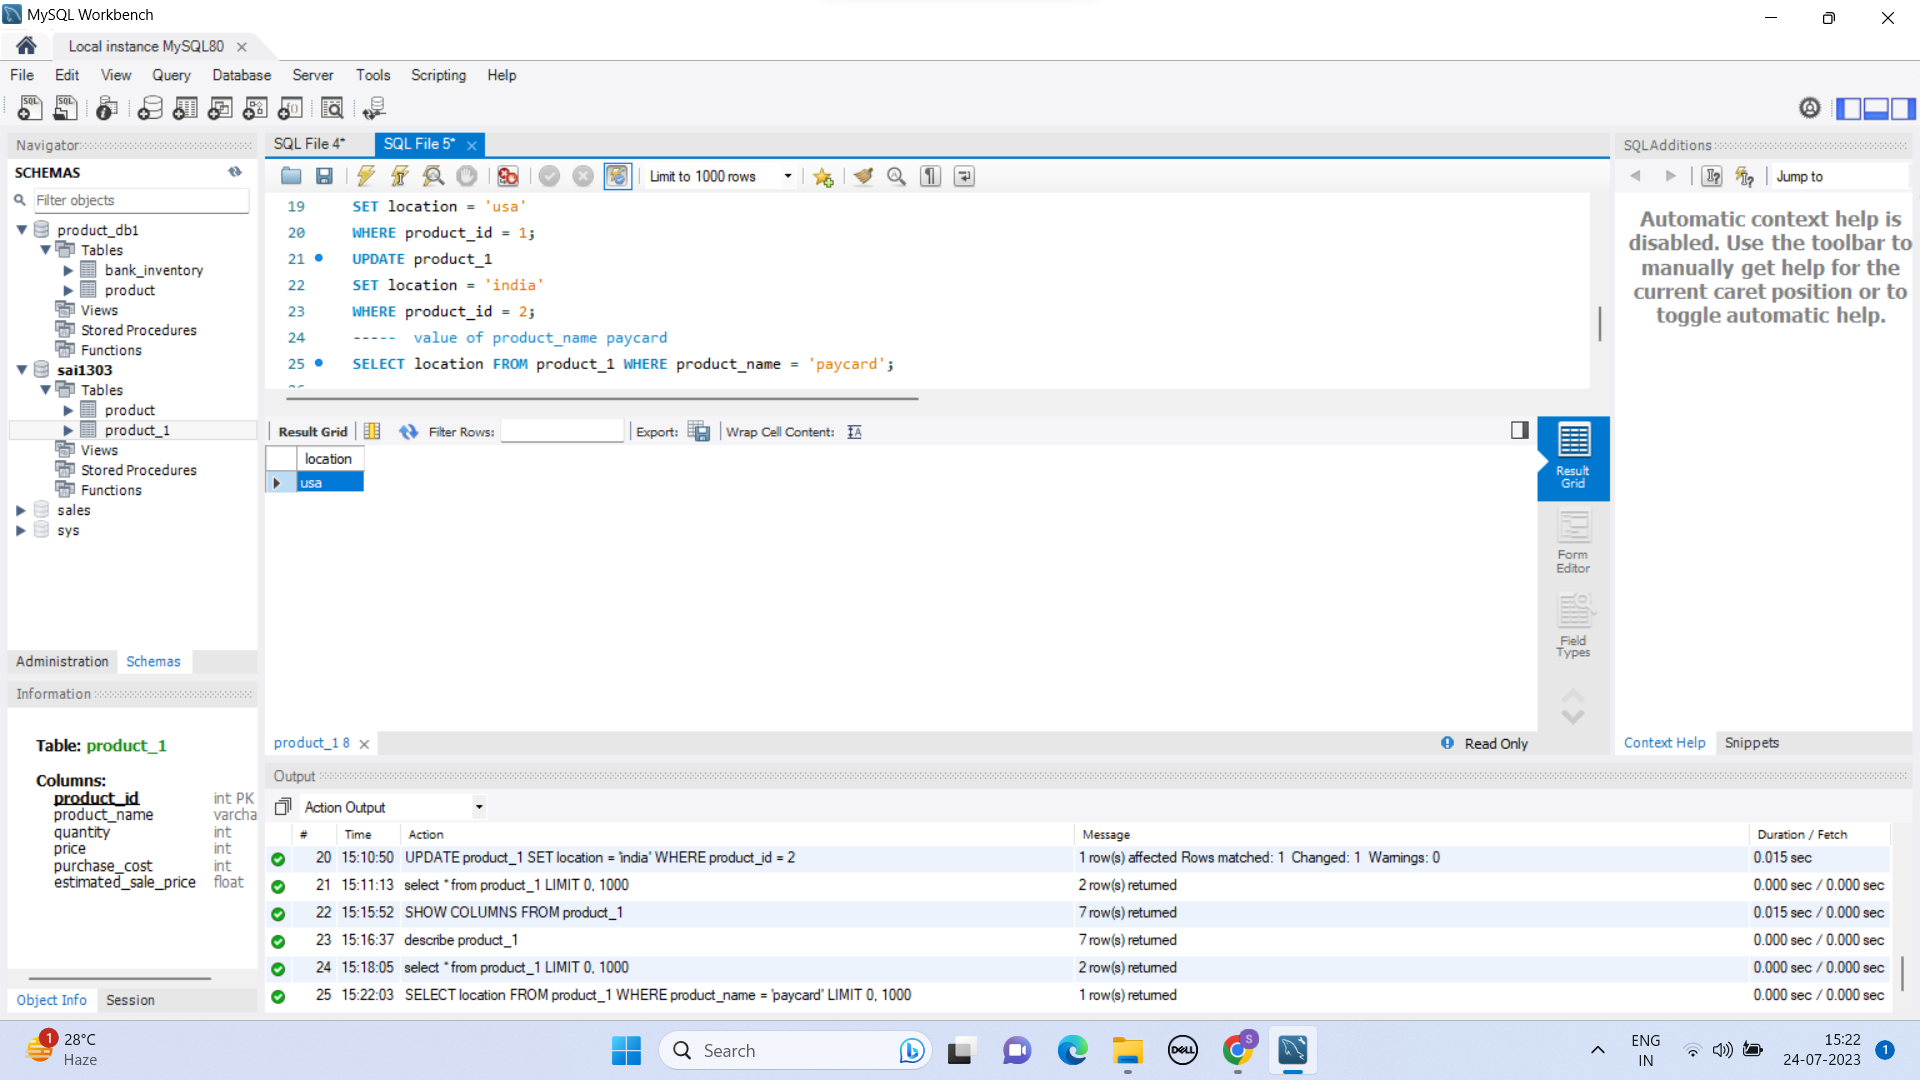 MySQL Workbench
Local instance MySQL80
File Edit View Query Database Server Tools Scripting Help
Navigator
SCHEMAS
Filter objects
product_db1
Tables
bank_inventory
product
Views
Stored Procedures
Functions
sai1303
Tables
product
product_1
Views
Stored Procedures
Functions
sales
sys
Administration Schemas
Information
Table: product_1
Columns:
product_id int PK
product_name varcha
quantity int
price int
purchase_cost int
estimated_sale_price float
Object Info Session
SQL File 4* SQL File 5*
Limit to 1000 rows
19 SET location = 'usa'
20 WHERE product_id = 1;
21 UPDATE product_1
22 SET location = 'india'
23 WHERE product_id = 2;
24 ----- value of product_name paycard
25 SELECT location FROM product_1 WHERE product_name = 'paycard';
Result Grid Filter Rows: Export: Wrap Cell Content:
location
usa
Result
Grid
Form
Editor
Field
Types
product_1 8 Read Only
SQLAdditions
Jump to
Automatic context help is
disabled. Use the toolbar to
manually get help for the
current caret position or to
toggle automatic help.
Context Help Snippets
Output
Action Output
# Time Action Message Duration / Fetch
20 15:10:50 UPDATE product_1 SET location = 'india' WHERE product_id = 2 1 row(s) affected Rows matched: 1 Changed: 1 Warnings: 0 0.015 sec
21 15:11:13 select * from product_1 LIMIT 0, 1000 2 row(s) returned 0.000 sec / 0.000 sec
22 15:15:52 SHOW COLUMNS FROM product_1 7 row(s) returned 0.015 sec / 0.000 sec
23 15:16:37 describe product_1 7 row(s) returned 0.000 sec / 0.000 sec
24 15:18:05 select * from product_1 LIMIT 0, 1000 2 row(s) returned 0.000 sec / 0.000 sec
25 15:22:03 SELECT location FROM product_1 WHERE product_name = 'paycard' LIMIT 0, 1000 1 row(s) returned 0.000 sec / 0.000 sec
1 28°C
Haze
Search
DELL
S
ENG
IN
15:22
24-07-2023
1